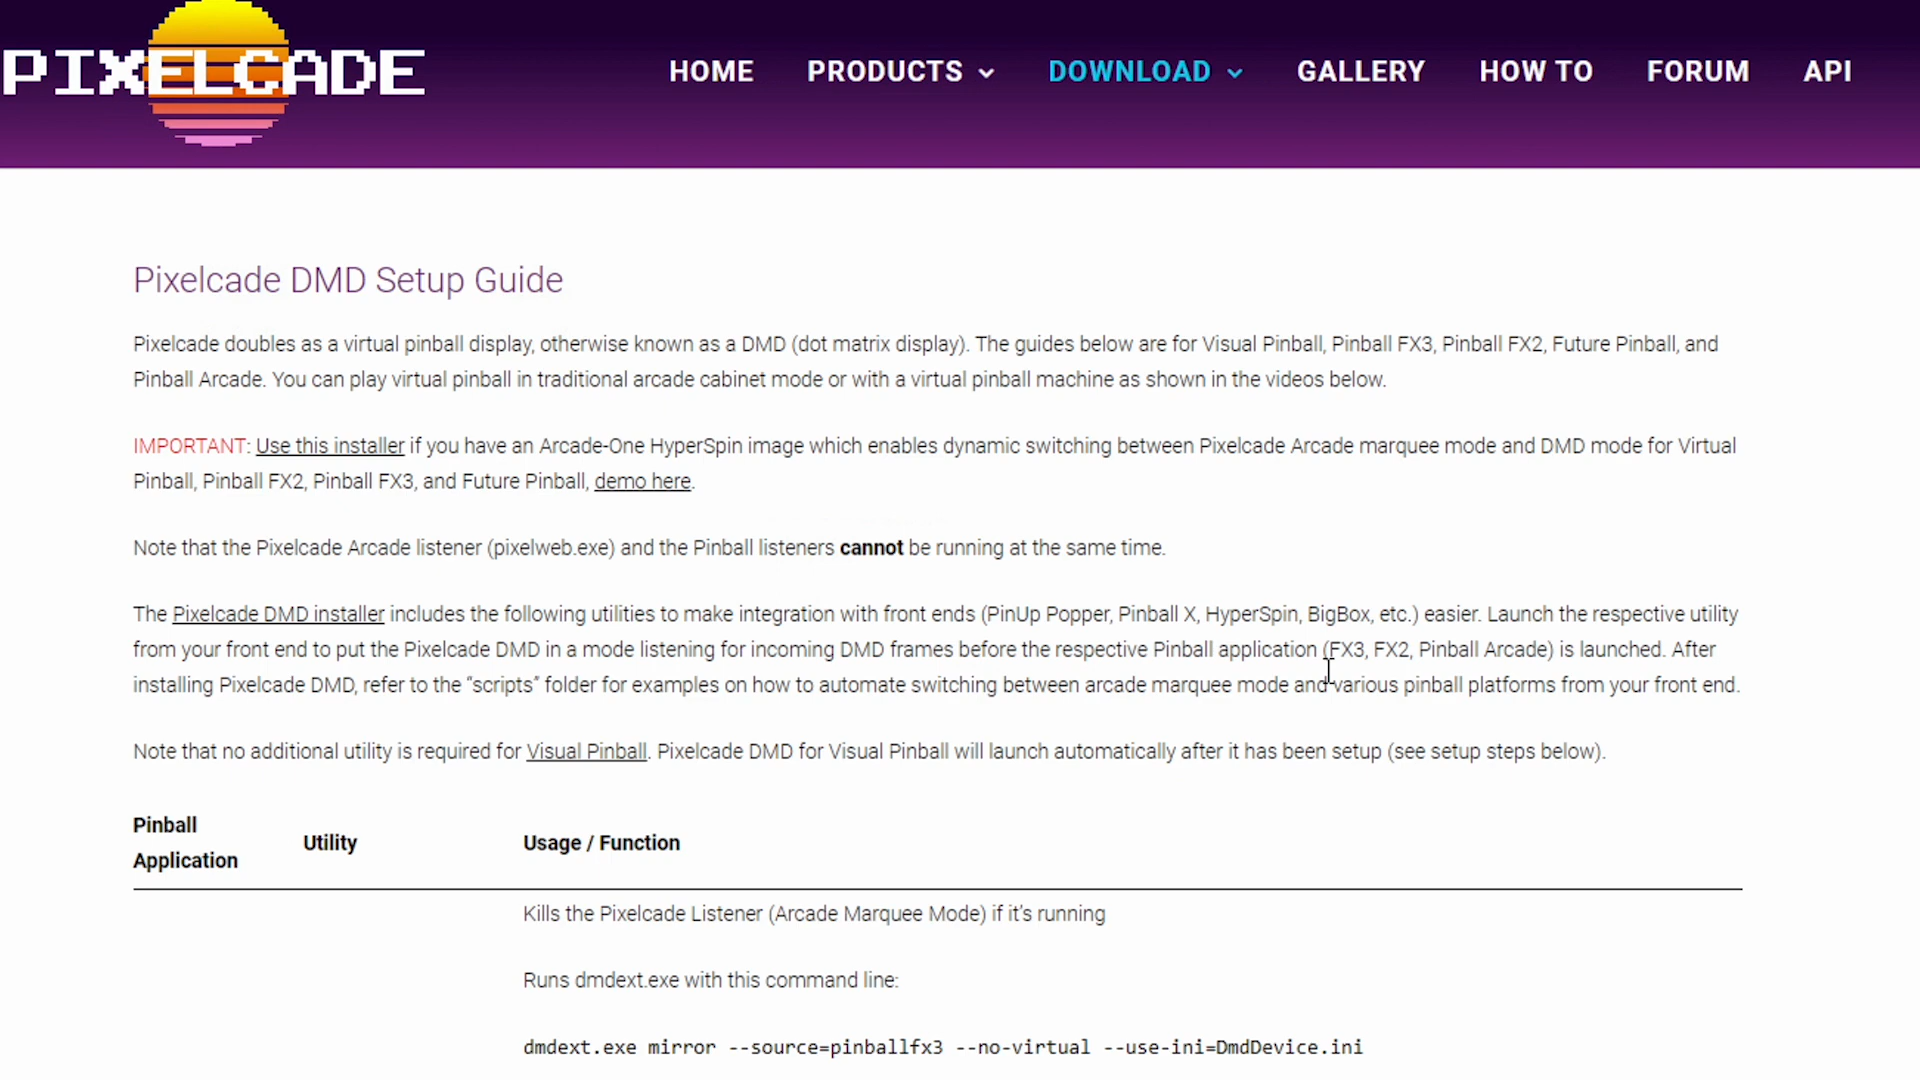 PIXELCADE
HOME PRODUCTS DOWNLOAD GALLERY HOW TO FORUM API
Pixelcade DMD Setup Guide
Pixelcade doubles as a virtual pinball display, otherwise known as a DMD (dot matrix display). The guides below are for Visual Pinball, Pinball FX3, Pinball FX2, Future Pinball, and
Pinball Arcade. You can play virtual pinball in traditional arcade cabinet mode or with a virtual pinball machine as shown in the videos below.
IMPORTANT: Use this installer if you have an Arcade-One HyperSpin image which enables dynamic switching between Pixelcade Arcade marquee mode and DMD mode for Virtual
Pinball, Pinball FX2, Pinball FX3, and Future Pinball, demo here.
Note that the Pixelcade Arcade listener (pixelweb.exe) and the Pinball listeners cannot be running at the same time.
The Pixelcade DMD installer includes the following utilities to make integration with front ends (PinUp Popper, Pinball X, HyperSpin, BigBox, etc.) easier. Launch the respective utility
from your front end to put the Pixelcade DMD in a mode listening for incoming DMD frames before the respective Pinball application (FX3, FX2, Pinball Arcade) is launched. After
installing Pixelcade DMD, refer to the “scripts” folder for examples on how to automate switching between arcade marquee mode and various pinball platforms from your front end.
Note that no additional utility is required for Visual Pinball. Pixelcade DMD for Visual Pinball will launch automatically after it has been setup (see setup steps below).
Pinball
Application
Utility
Usage / Function
Kills the Pixelcade Listener (Arcade Marquee Mode) if it’s running
Runs dmdext.exe with this command line:
dmdext.exe mirror --source=pinballfx3 --no-virtual --use-ini=DmdDevice.ini